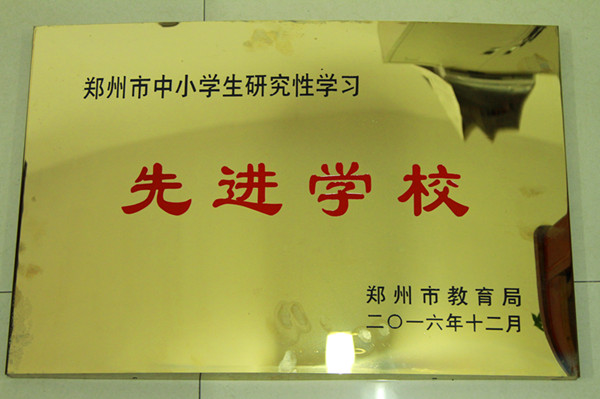 郑州市中小学生研究性学习
先进学校
郑州市教育局
二〇一六年十二月